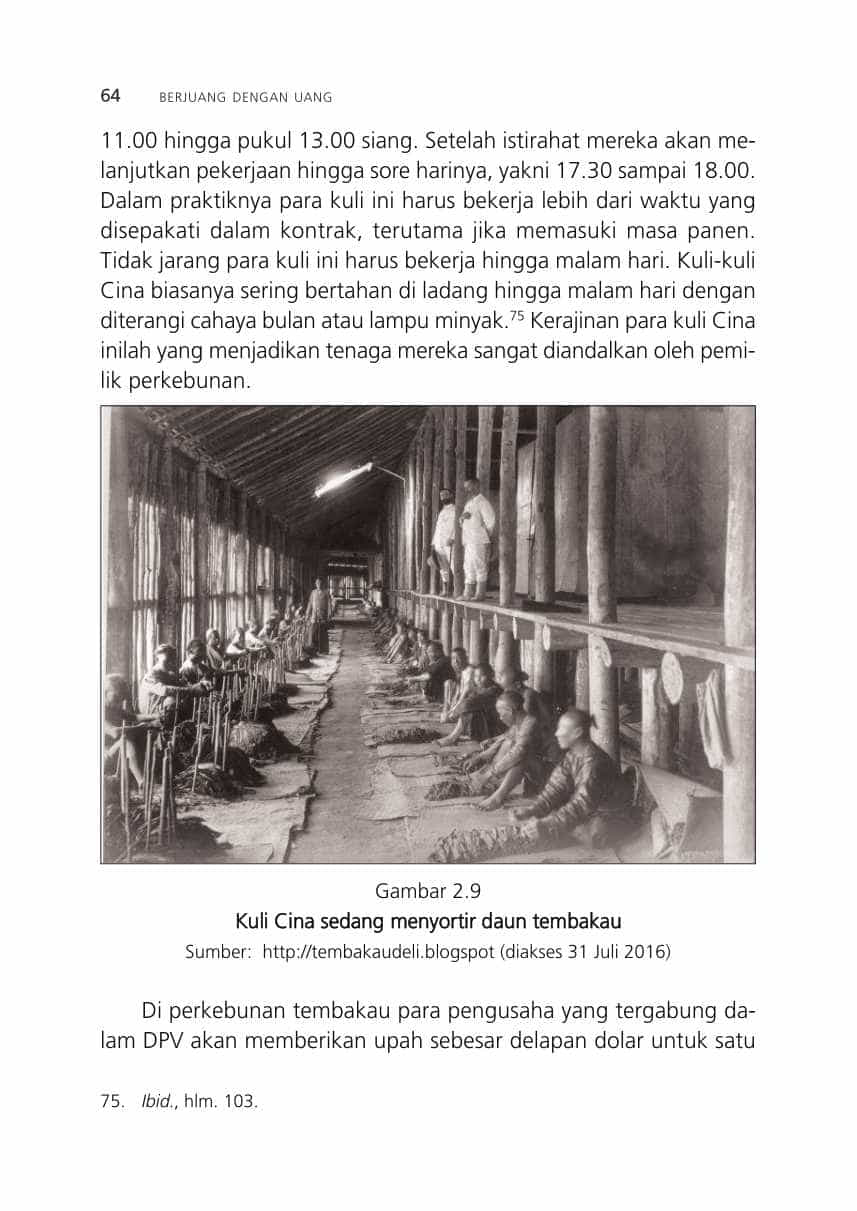 64 BERJUANG DENGAN UANG
11.00 hingga pukul 13.00 siang. Setelah istirahat mereka akan me-
lanjutkan pekerjaan hingga sore harinya, yakni 17.30 sampai 18.00.
Dalam praktiknya para kuli ini harus bekerja lebih dari waktu yang
disepakati dalam kontrak, terutama jika memasuki masa panen.
Tidak jarang para kuli ini harus bekerja hingga malam hari. Kuli-kuli
Cina biasanya sering bertahan di ladang hingga malam hari dengan
diterangi cahaya bulan atau lampu minyak.75 Kerajinan para kuli Cina
inilah yang menjadikan tenaga mereka sangat diandalkan oleh pemi-
lik perkebunan.
Gambar 2.9
Kuli Cina sedang menyortir daun tembakau
Sumber: http://tembakaudeli.blogspot (diakses 31 Juli 2016)
Di perkebunan tembakau para pengusaha yang tergabung da-
lam DPV akan memberikan upah sebesar delapan dolar untuk satu
75. Ibid., hlm. 103.